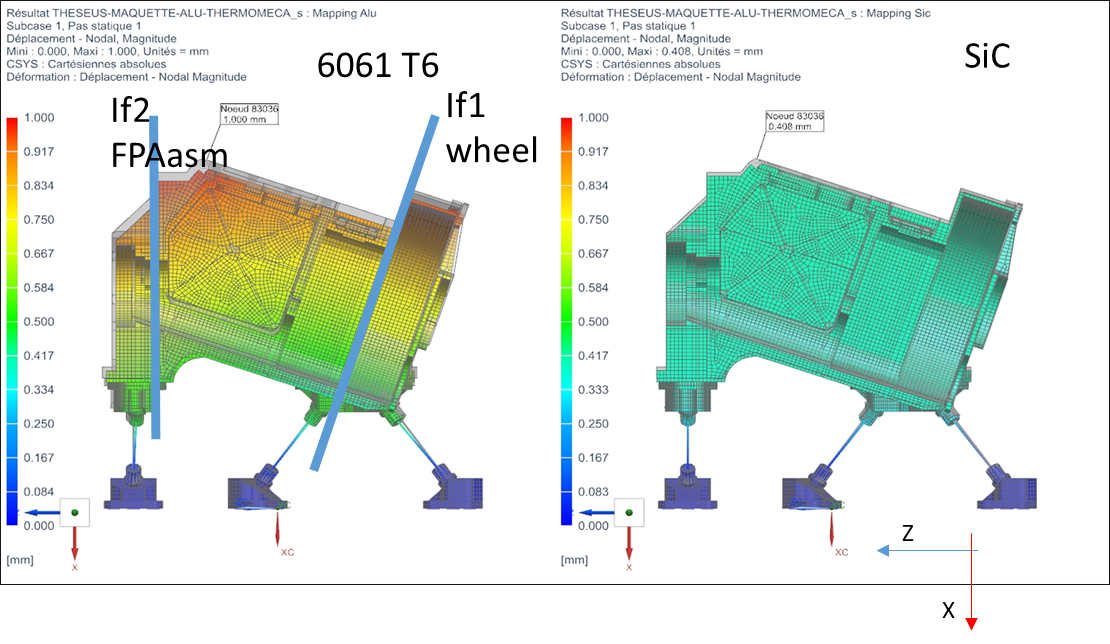 Résultat THESEUS-MAQUETTE-ALU-THERMOMECA_s : Mapping Alu
Subcase 1, Pas statique 1
Déplacement - Nodal, Magnitude
Mini : 0.000, Maxi : 1.000, Unités = mm
CSYS : Cartésiennes absolues
Déformation : Déplacement - Nodal Magnitude
6061 T6
If2
FPAasm
If1
wheel
Noeud 83036
1.000 mm
1.000
0.917
0.834
0.750
0.667
0.584
0.500
0.417
0.334
0.250
0.167
0.084
0.000
[mm]
X
XC
Résultat THESEUS-MAQUETTE-ALU-THERMOMECA_s : Mapping Sic
Subcase 1, Pas statique 1
Déplacement - Nodal, Magnitude
Mini : 0.000, Maxi : 0.408, Unités = mm
CSYS : Cartésiennes absolues
Déformation : Déplacement - Nodal Magnitude
SiC
Noeud 83036
0.408 mm
1.000
0.917
0.833
0.750
0.667
0.584
0.500
0.417
0.333
0.250
0.167
0.083
0.000
[mm]
X
XC
Z
X